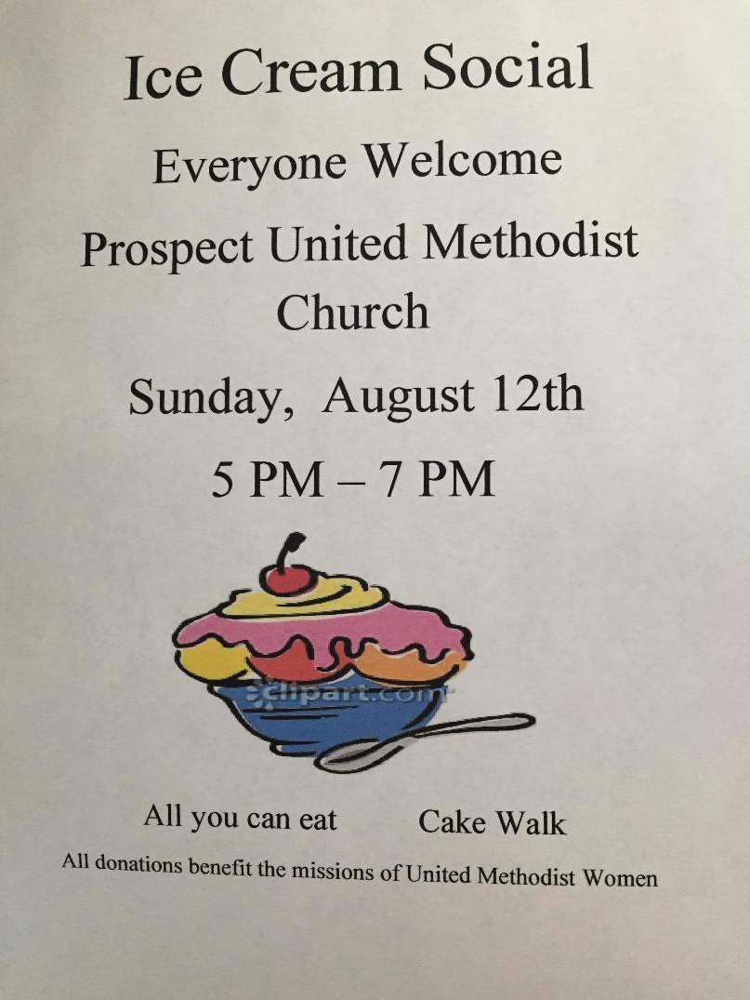 Ice Cream Social
Everyone Welcome
Prospect United Methodist
Church
Sunday,  August 12th
5 PM – 7 PM
clipart.com
All you can eat Cake Walk
All donations benefit the missions of United Methodist Women